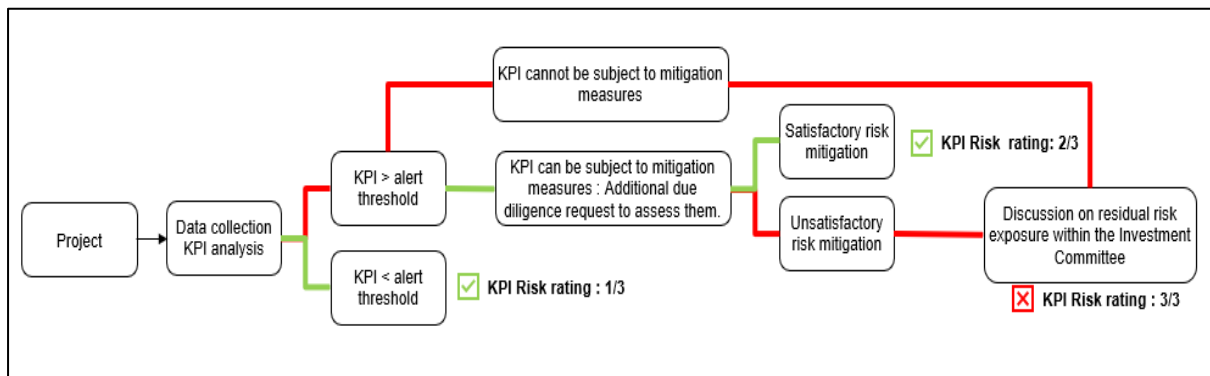 KPI cannot be subject to mitigation
measures
Satisfactory risk
mitigation
KPI Risk rating: 2/3
KPI > alert
threshold
KPI can be subject to mitigation
measures : Additional due
diligence request to assess them.
Project
Data collection
KPI analysis
Unsatisfactory
risk mitigation
Discussion on residual risk
exposure within the Investment
Committee
KPI < alert
threshold
KPI Risk rating : 1/3
KPI Risk rating : 3/3